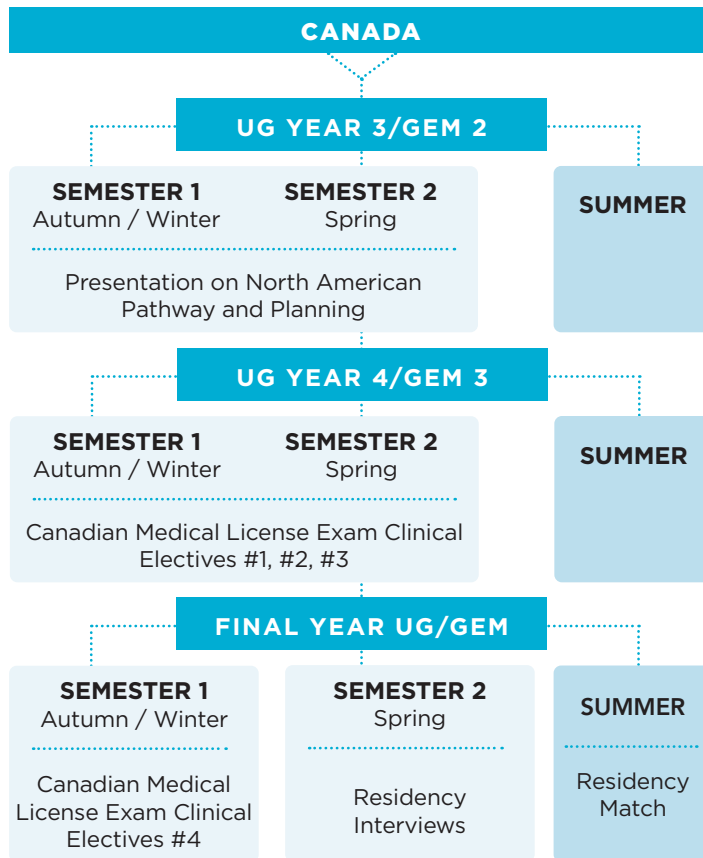 CANADA
UG YEAR 3/GEM 2
SEMESTER 1
Autumn / Winter
SEMESTER 2
Spring
Presentation on North American
Pathway and Planning
SUMMER
UG YEAR 4/GEM 3
SEMESTER 1
Autumn / Winter
SEMESTER 2
Spring
Canadian Medical License Exam Clinical
Electives #1, #2, #3
SUMMER
FINAL YEAR UG/GEM
SEMESTER 1
Autumn / Winter
Canadian Medical
License Exam Clinical
Electives #4
SEMESTER 2
Spring
Residency
Interviews
SUMMER
Residency
Match